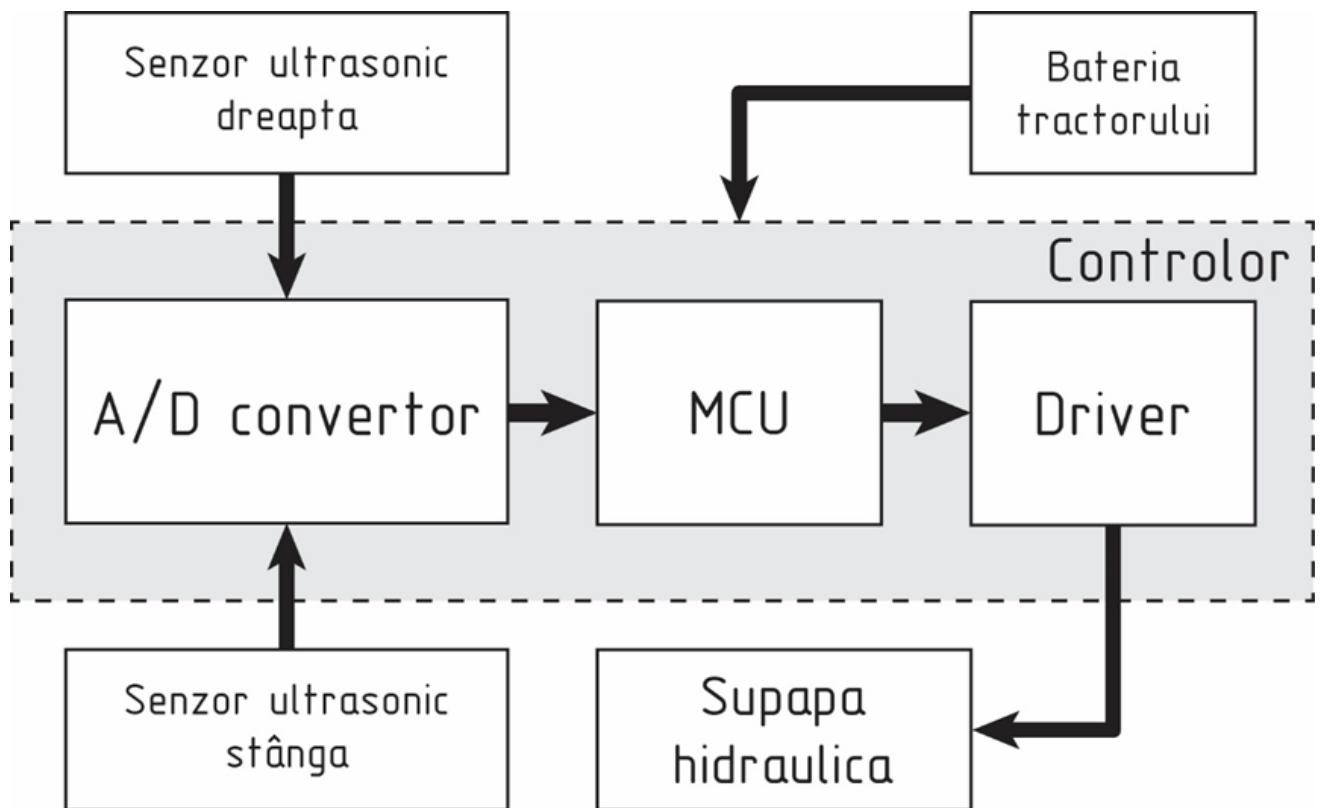 Senzor ultrasonic
dreapta
Bateria
tractorului
Controlor
A/D convertor
MCU
Driver
Senzor ultrasonic
stânga
Supapa
hidraulica